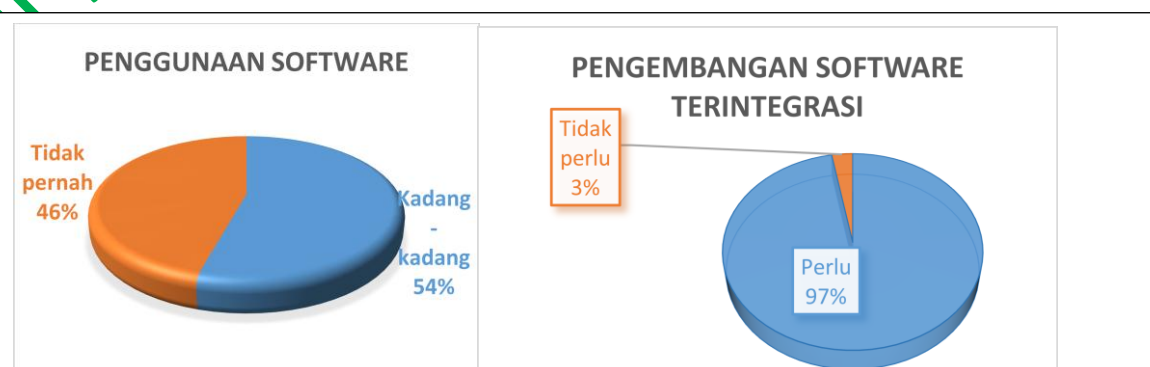 PENGGUNAAN SOFTWARE
Tidak
pernah
46%
Kadang
-
kadang
54%
PENGEMBANGAN SOFTWARE
TERINTEGRASI
Tidak
perlu
3%
Perlu
97%